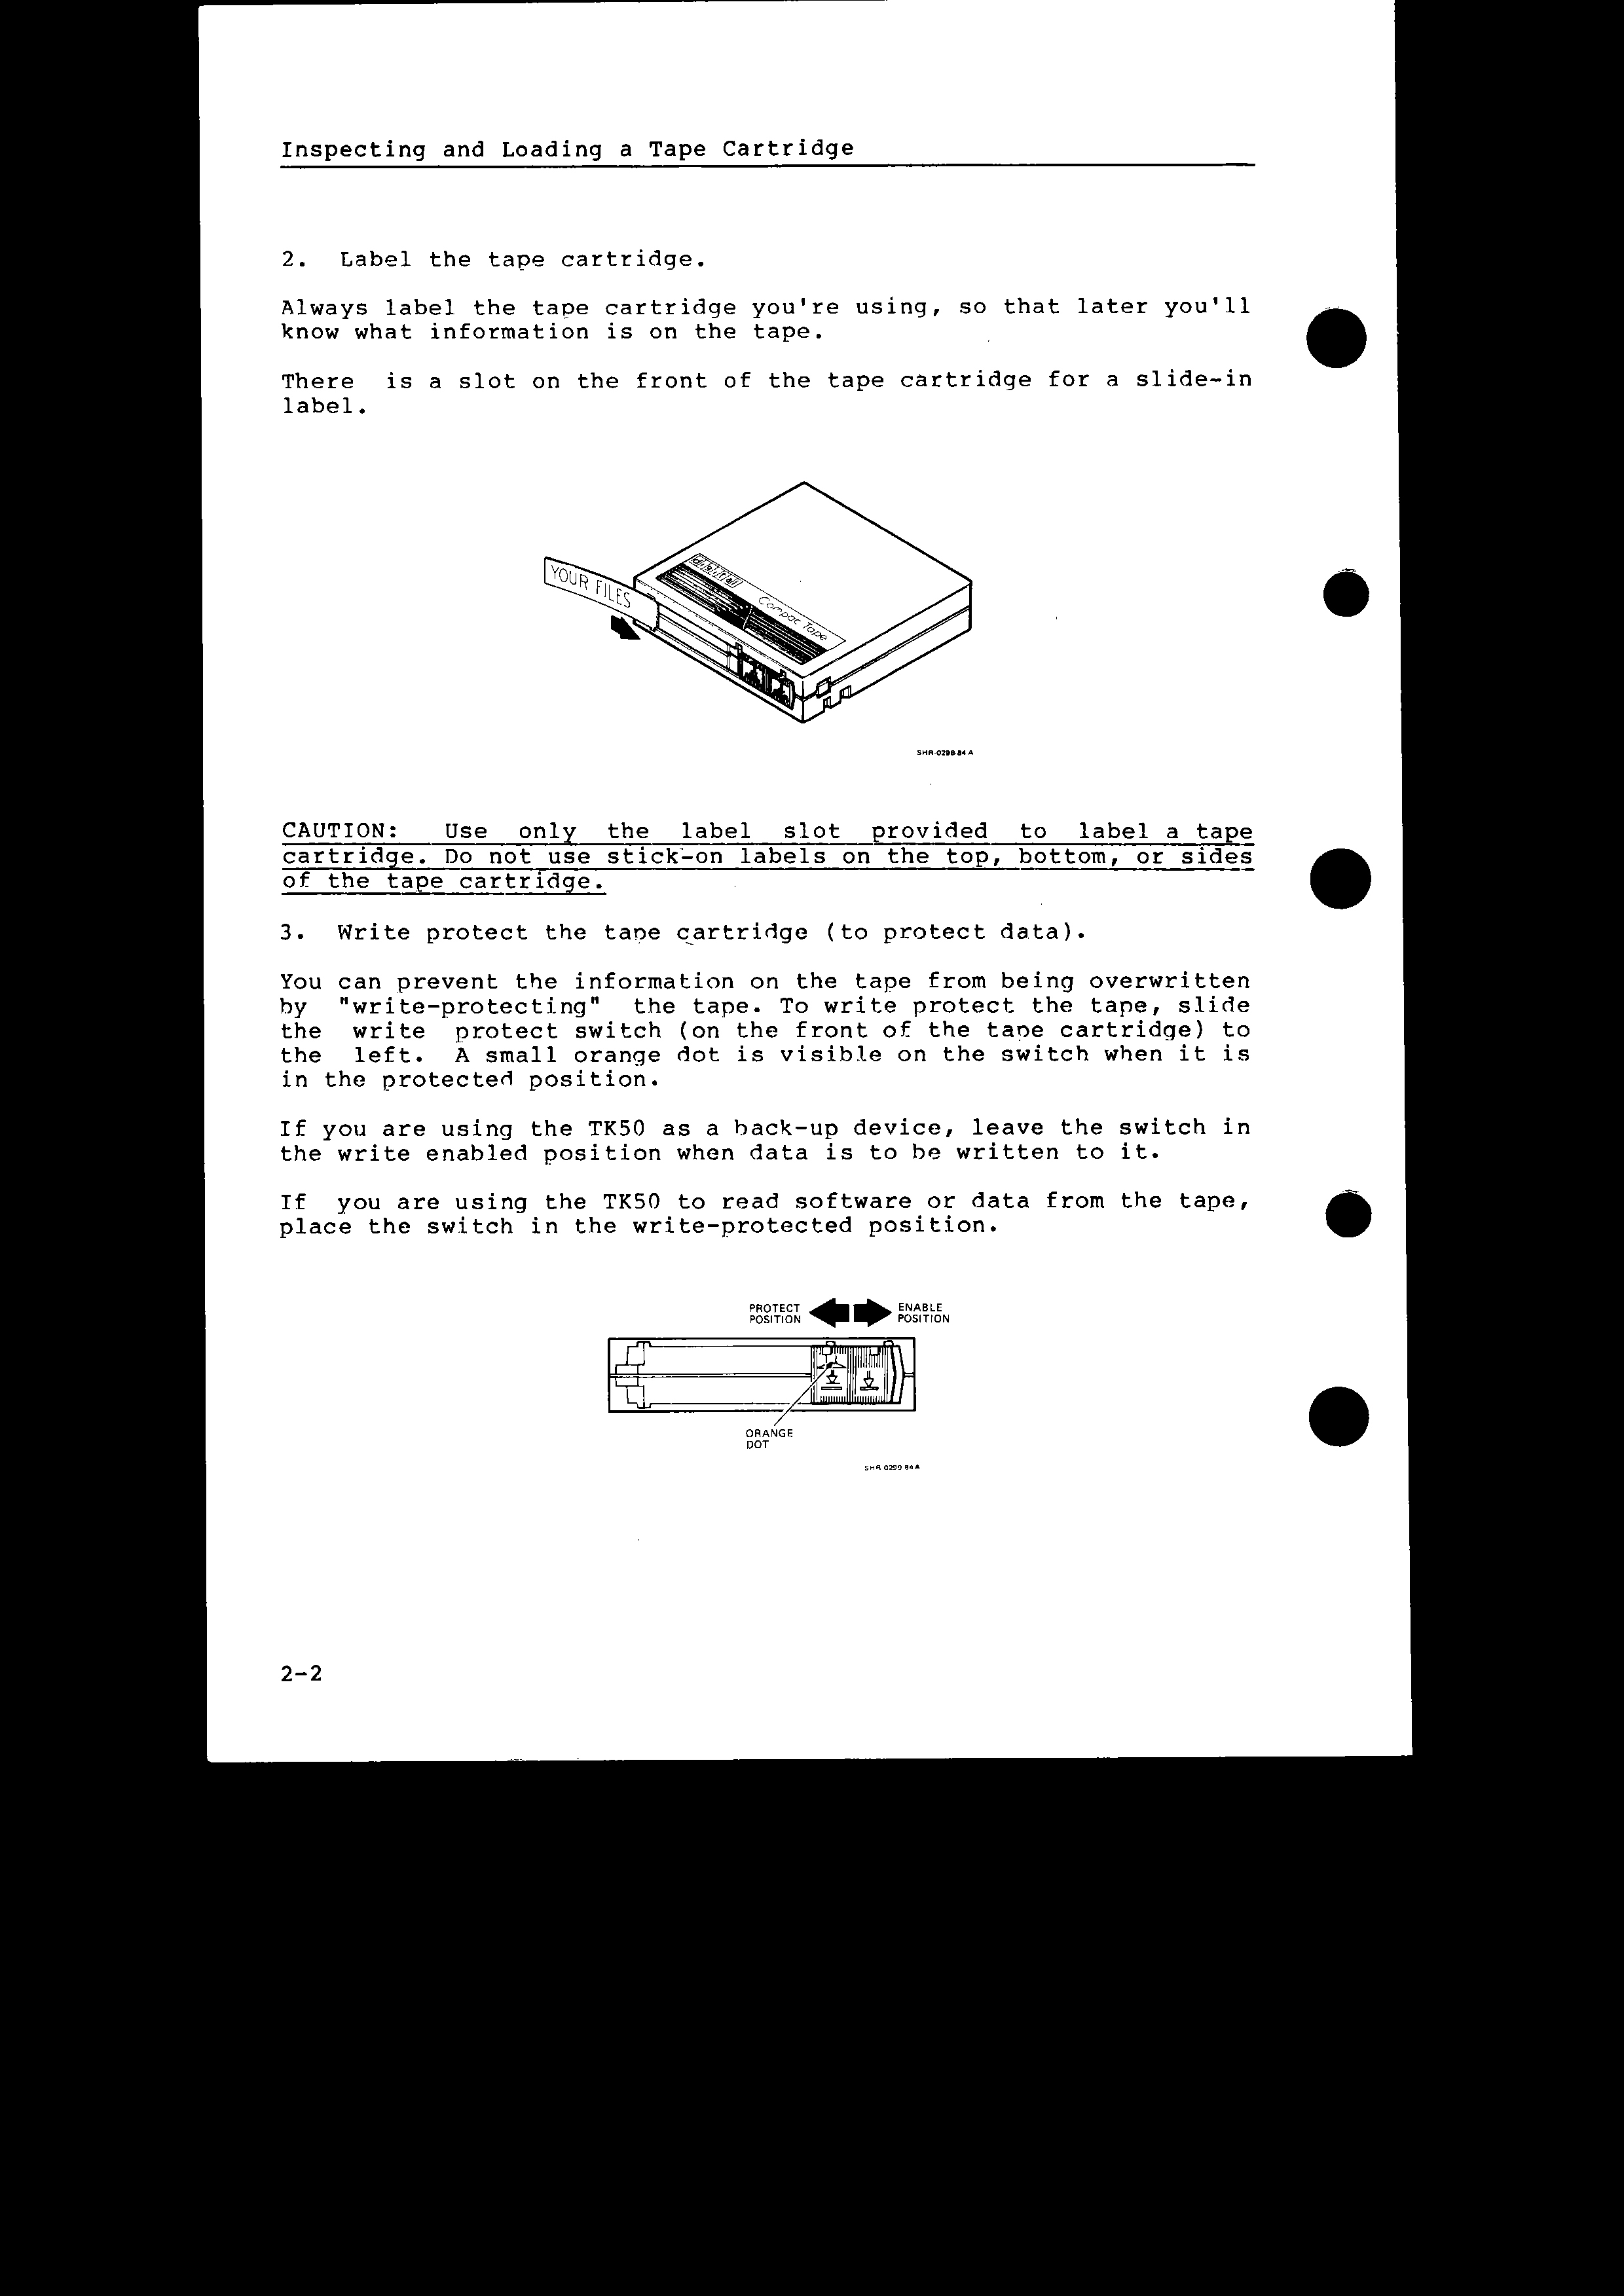 Inspecting and Loading a Tape Cartridge
2. Label the tape cartridge.
Always label the tape cartridge you're using, so that later you'll
know what information is on the tape.
There is a slot on the front of the tape cartridge for a slide-in
label.
YOUR FILES
digital
Compac Tape
SHR-0298-84 A
CAUTION: Use only the label slot provided to label a tape
cartridge. Do not use stick-on labels on the top, bottom, or sides
of the tape cartridge.
3. Write protect the tape cartridge (to protect data).
You can prevent the information on the tape from being overwritten
by "write-protecting" the tape. To write protect the tape, slide
the write protect switch (on the front of the tape cartridge) to
the left. A small orange dot is visible on the switch when it is
in the protected position.
If you are using the TK50 as a back-up device, leave the switch in
the write enabled position when data is to be written to it.
If you are using the TK50 to read software or data from the tape,
place the switch in the write-protected position.
PROTECT
POSITION
ENABLE
POSITION
ORANGE
DOT
SHR 0299 84 A
2-2